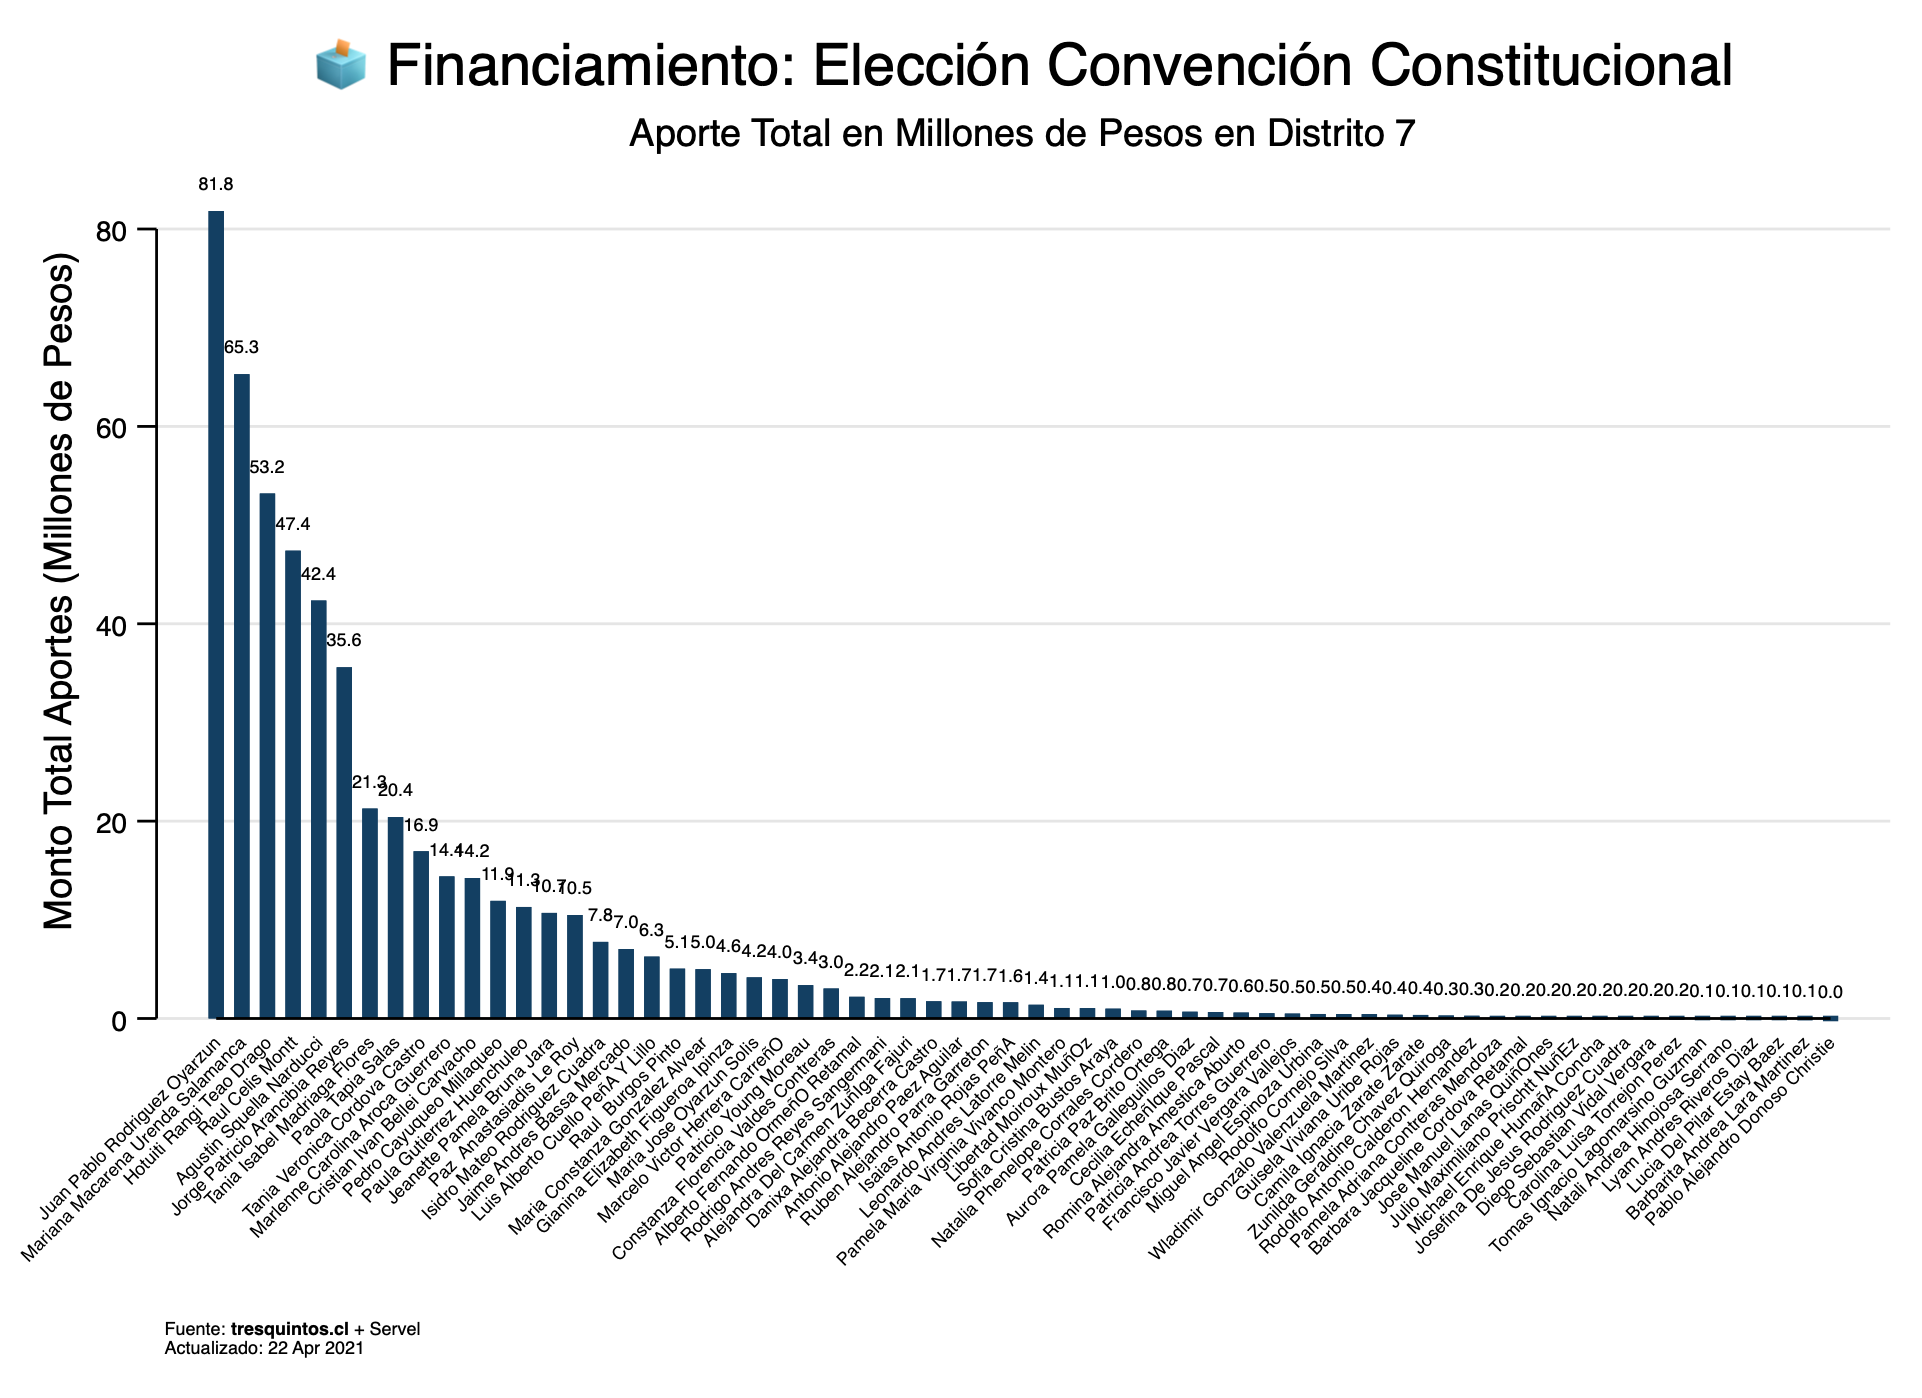 Financiamiento: Elección Convención Constitucional
Aporte Total en Millones de Pesos en Distrito 7
Monto Total Aportes (Millones de Pesos)
80
60
40
20
0
81.8
65.3
53.2
47.4
42.4
35.6
21.3
20.4
16.9
14.4
14.2
11.9
11.3
10.7
10.5
7.8
7.0
6.3
5.1
5.0
4.6
4.2
4.0
3.4
3.0
2.2
2.1
2.1
1.7
1.7
1.7
1.6
1.4
1.1
1.1
1.0
0.8
0.8
0.7
0.7
0.6
0.5
0.5
0.5
0.5
0.4
0.4
0.4
0.3
0.3
0.2
0.2
0.2
0.2
0.2
0.2
0.2
0.2
0.1
0.1
0.1
0.1
0.1
0.0
Juan Pablo Rodriguez Oyarzun
Mariana Macarena Urenda Salamanca
Hotuiti Rangi Teao Drago
Raul Celis Montt
Agustin Squella Narducci
Jorge Patricio Arancibia Reyes
Tania Isabel Madriaga Flores
Paola Tapia Salas
Tania Veronica Cordova Castro
Marlenne Carolina Aroca Guerrero
Cristian Ivan Bellei Carvacho
Pedro Cayuqueo Millaqueo
Paula Gutierrez Huenchuleo
Jeanette Pamela Bruna Jara
Paz Anastasiadis Le Roy
Isidro Mateo Rodriguez Cuadra
Jaime Andres Bassa Mercado
Luis Alberto Cuello PeñA Y Lillo
Raul Burgos Pinto
Maria Constanza Gonzalez Alvear
Gianina Elizabeth Figueroa Ipinza
Maria Jose Oyarzun Solis
Marcelo Victor Herrera CarreñO
Patricio Young Moreau
Constanza Florencia Valdes Contreras
Alberto Fernando OrmeñO Retamal
Rodrigo Andres Reyes Sangermani
Alejandra Del Carmen ZuñIga Fajuri
Danixa Alejandra Becerra Castro
Antonio Alejandro Paez Aguilar
Ruben Alejandro Parra Garreton
Isaias Antonio Rojas PeñA
Leonardo Andres Latorre Melin
Pamela Maria Virginia Vivanco Montero
Libertad Moiroux MuñOz
Sofia Cristina Bustos Araya
Natalia Phenelope Corrales Cordero
Patricia Paz Brito Ortega
Aurora Pamela Galleguillos Diaz
Cecilia EcheñIque Pascal
Romina Alejandra Amestica Aburto
Patricia Andrea Torres Guerrero
Francisco Javier Vergara Vallejos
Miguel Angel Espinoza Urbina
Rodolfo Cornejo Silva
Wladimir Gonzalo Valenzuela Martinez
Guisela Viviana Uribe Rojas
Camila Ignacia Zarate Zarate
Zunilda Geraldine Chavez Quiroga
Rodolfo Antonio Calderon Hernandez
Pamela Adriana Contreras Mendoza
Barbara Jacqueline Cordova Retamal
Jose Manuel Lanas QuiñOnes
Julio Maximiliano Prischtt NuñEz
Michael Enrique HumañA Concha
Josefina De Jesus Rodriguez Cuadra
Diego Sebastian Vidal Vergara
Carolina Luisa Torrejon Perez
Tomas Ignacio Lagomarsino Guzman
Natali Andrea Hinojosa Serrano
Lyam Andres Riveros Diaz
Lucia Del Pilar Estay Baez
Barbarita Andrea Lara Martinez
Pablo Alejandro Donoso Christie
Fuente: tresquintos.cl + Servel
Actualizado: 22 Apr 2021